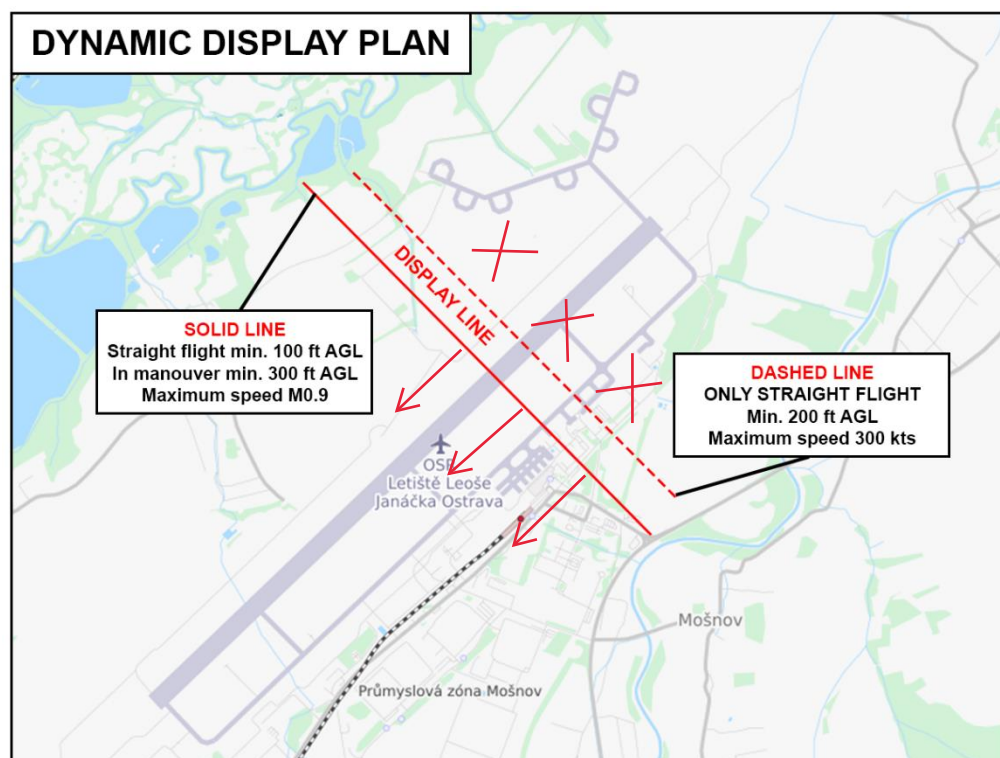 DYNAMIC DISPLAY PLAN
DISPLAY LINE
SOLID LINE
Straight flight min. 100 ft AGL
In manouver min. 300 ft AGL
Maximum speed M0.9
DASHED LINE
ONLY STRAIGHT FLIGHT
Min. 200 ft AGL
Maximum speed 300 kts
OSR
Letiště Leoše
Janáčka Ostrava
Mošnov
Průmyslová zóna Mošnov